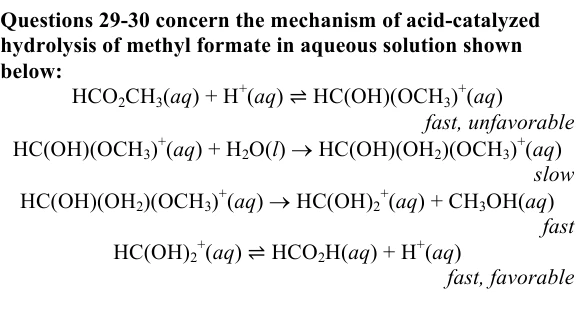 Questions 29-30 concern the mechanism of acid-catalyzed
hydrolysis of methyl formate in aqueous solution shown
below:
HCO₂CH₃(aq) + H⁺(aq) ⇌ HC(OH)(OCH₃)⁺(aq)
fast, unfavorable
HC(OH)(OCH₃)⁺(aq) + H₂O(l) → HC(OH)(OH₂)(OCH₃)⁺(aq)
slow
HC(OH)(OH₂)(OCH₃)⁺(aq) → HC(OH)₂⁺(aq) + CH₃OH(aq)
fast
HC(OH)₂⁺(aq) ⇌ HCO₂H(aq) + H⁺(aq)
fast, favorable